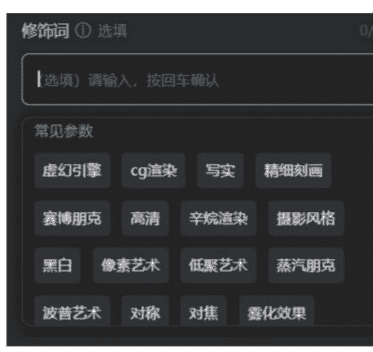 修饰词 ⓘ 选填 0/
(选填) 请输入，按回车确认
常见参数
虚幻引擎 cg渲染 写实 精细刻画
赛博朋克 高清 辛烷渲染 摄影风格
黑白 像素艺术 低聚艺术 蒸汽朋克
波普艺术 对称 对焦 雾化效果